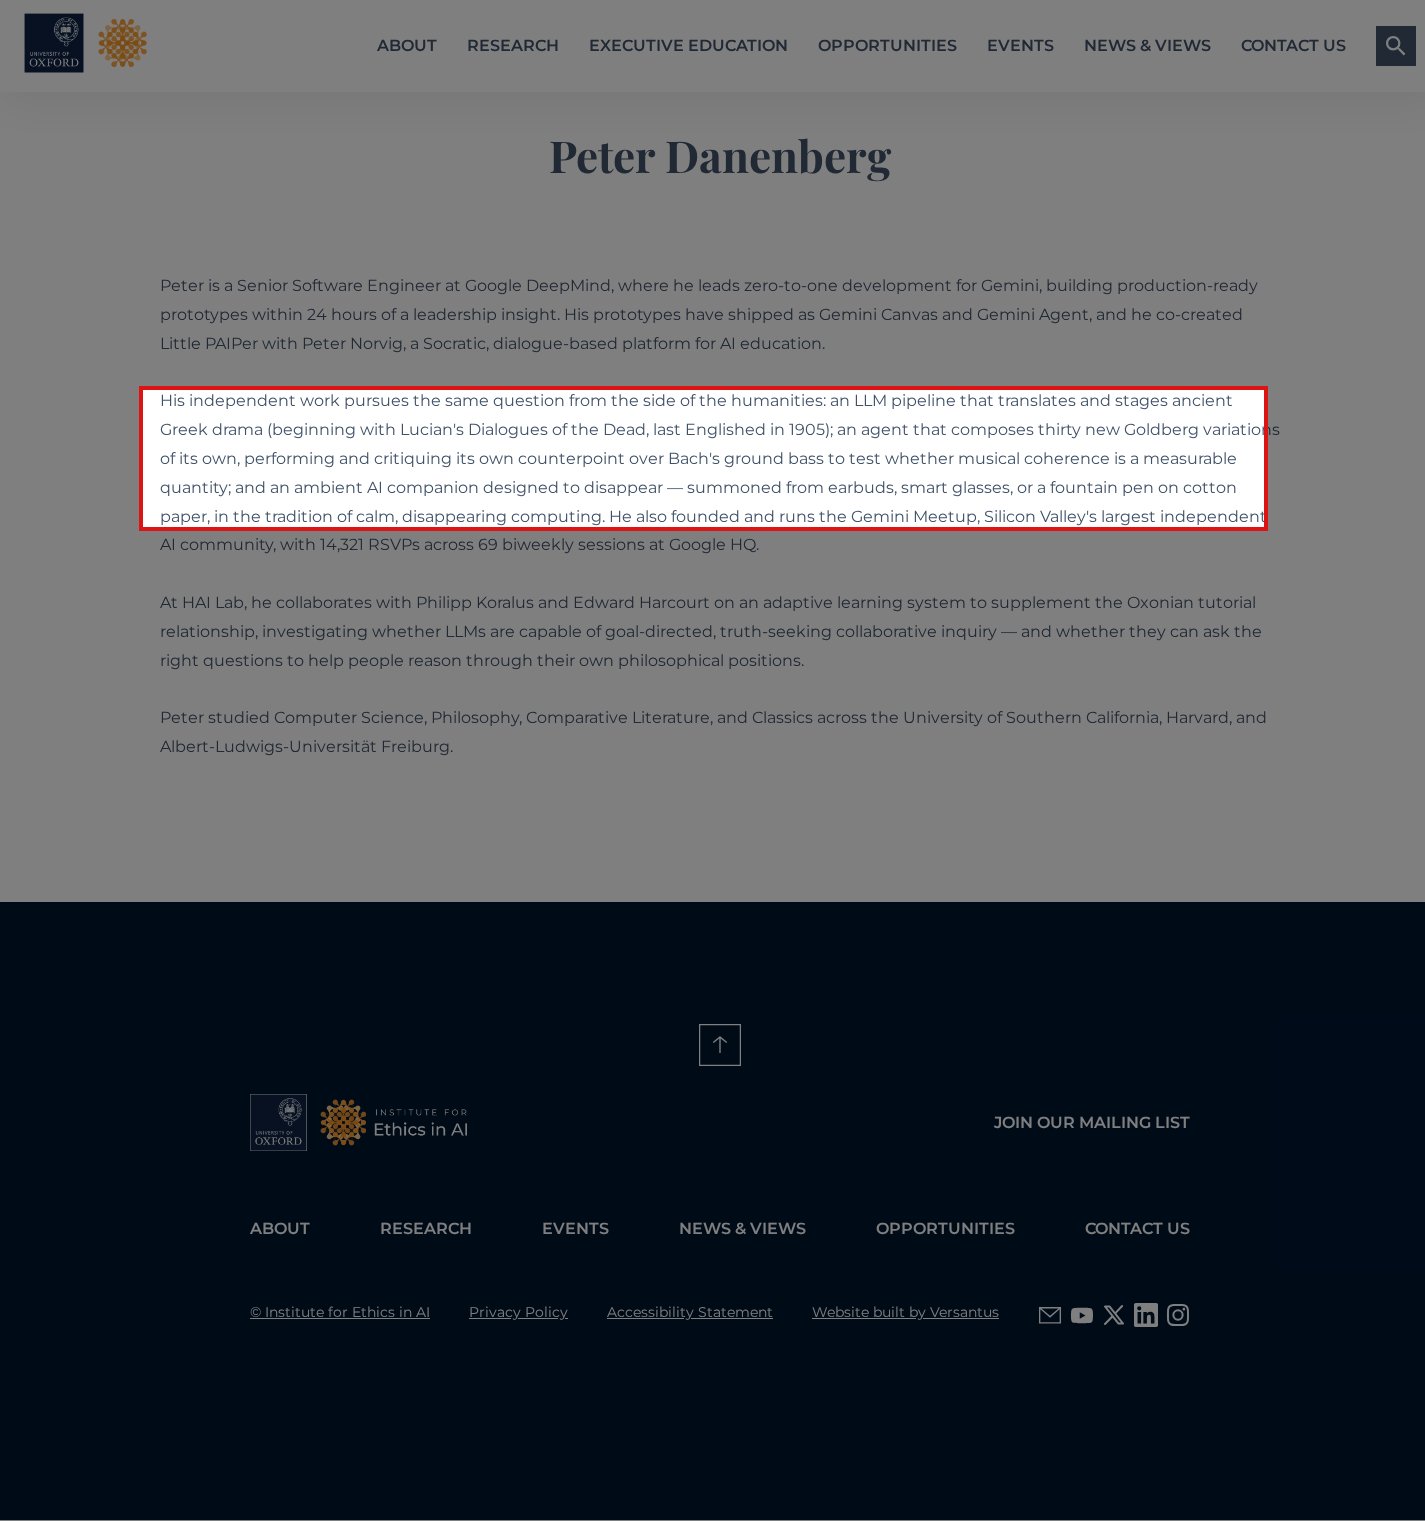 UNIVERSITY OF
OXFORD
ABOUT
RESEARCH
EXECUTIVE EDUCATION
OPPORTUNITIES
EVENTS
NEWS & VIEWS
CONTACT US
Peter Danenberg
Peter is a Senior Software Engineer at Google DeepMind, where he leads zero-to-one development for Gemini, building production-ready
prototypes within 24 hours of a leadership insight. His prototypes have shipped as Gemini Canvas and Gemini Agent, and he co-created
Little PAIPer with Peter Norvig, a Socratic, dialogue-based platform for AI education.
His independent work pursues the same question from the side of the humanities: an LLM pipeline that translates and stages ancient
Greek drama (beginning with Lucian's Dialogues of the Dead, last Englished in 1905); an agent that composes thirty new Goldberg variations
of its own, performing and critiquing its own counterpoint over Bach's ground bass to test whether musical coherence is a measurable
quantity; and an ambient AI companion designed to disappear — summoned from earbuds, smart glasses, or a fountain pen on cotton
paper, in the tradition of calm, disappearing computing. He also founded and runs the Gemini Meetup, Silicon Valley's largest independent
AI community, with 14,321 RSVPs across 69 biweekly sessions at Google HQ.
At HAI Lab, he collaborates with Philipp Koralus and Edward Harcourt on an adaptive learning system to supplement the Oxonian tutorial
relationship, investigating whether LLMs are capable of goal-directed, truth-seeking collaborative inquiry — and whether they can ask the
right questions to help people reason through their own philosophical positions.
Peter studied Computer Science, Philosophy, Comparative Literature, and Classics across the University of Southern California, Harvard, and
Albert-Ludwigs-Universität Freiburg.
UNIVERSITY OF
OXFORD
INSTITUTE FOR
Ethics in AI
JOIN OUR MAILING LIST
ABOUT
RESEARCH
EVENTS
NEWS & VIEWS
OPPORTUNITIES
CONTACT US
© Institute for Ethics in AI
Privacy Policy
Accessibility Statement
Website built by Versantus